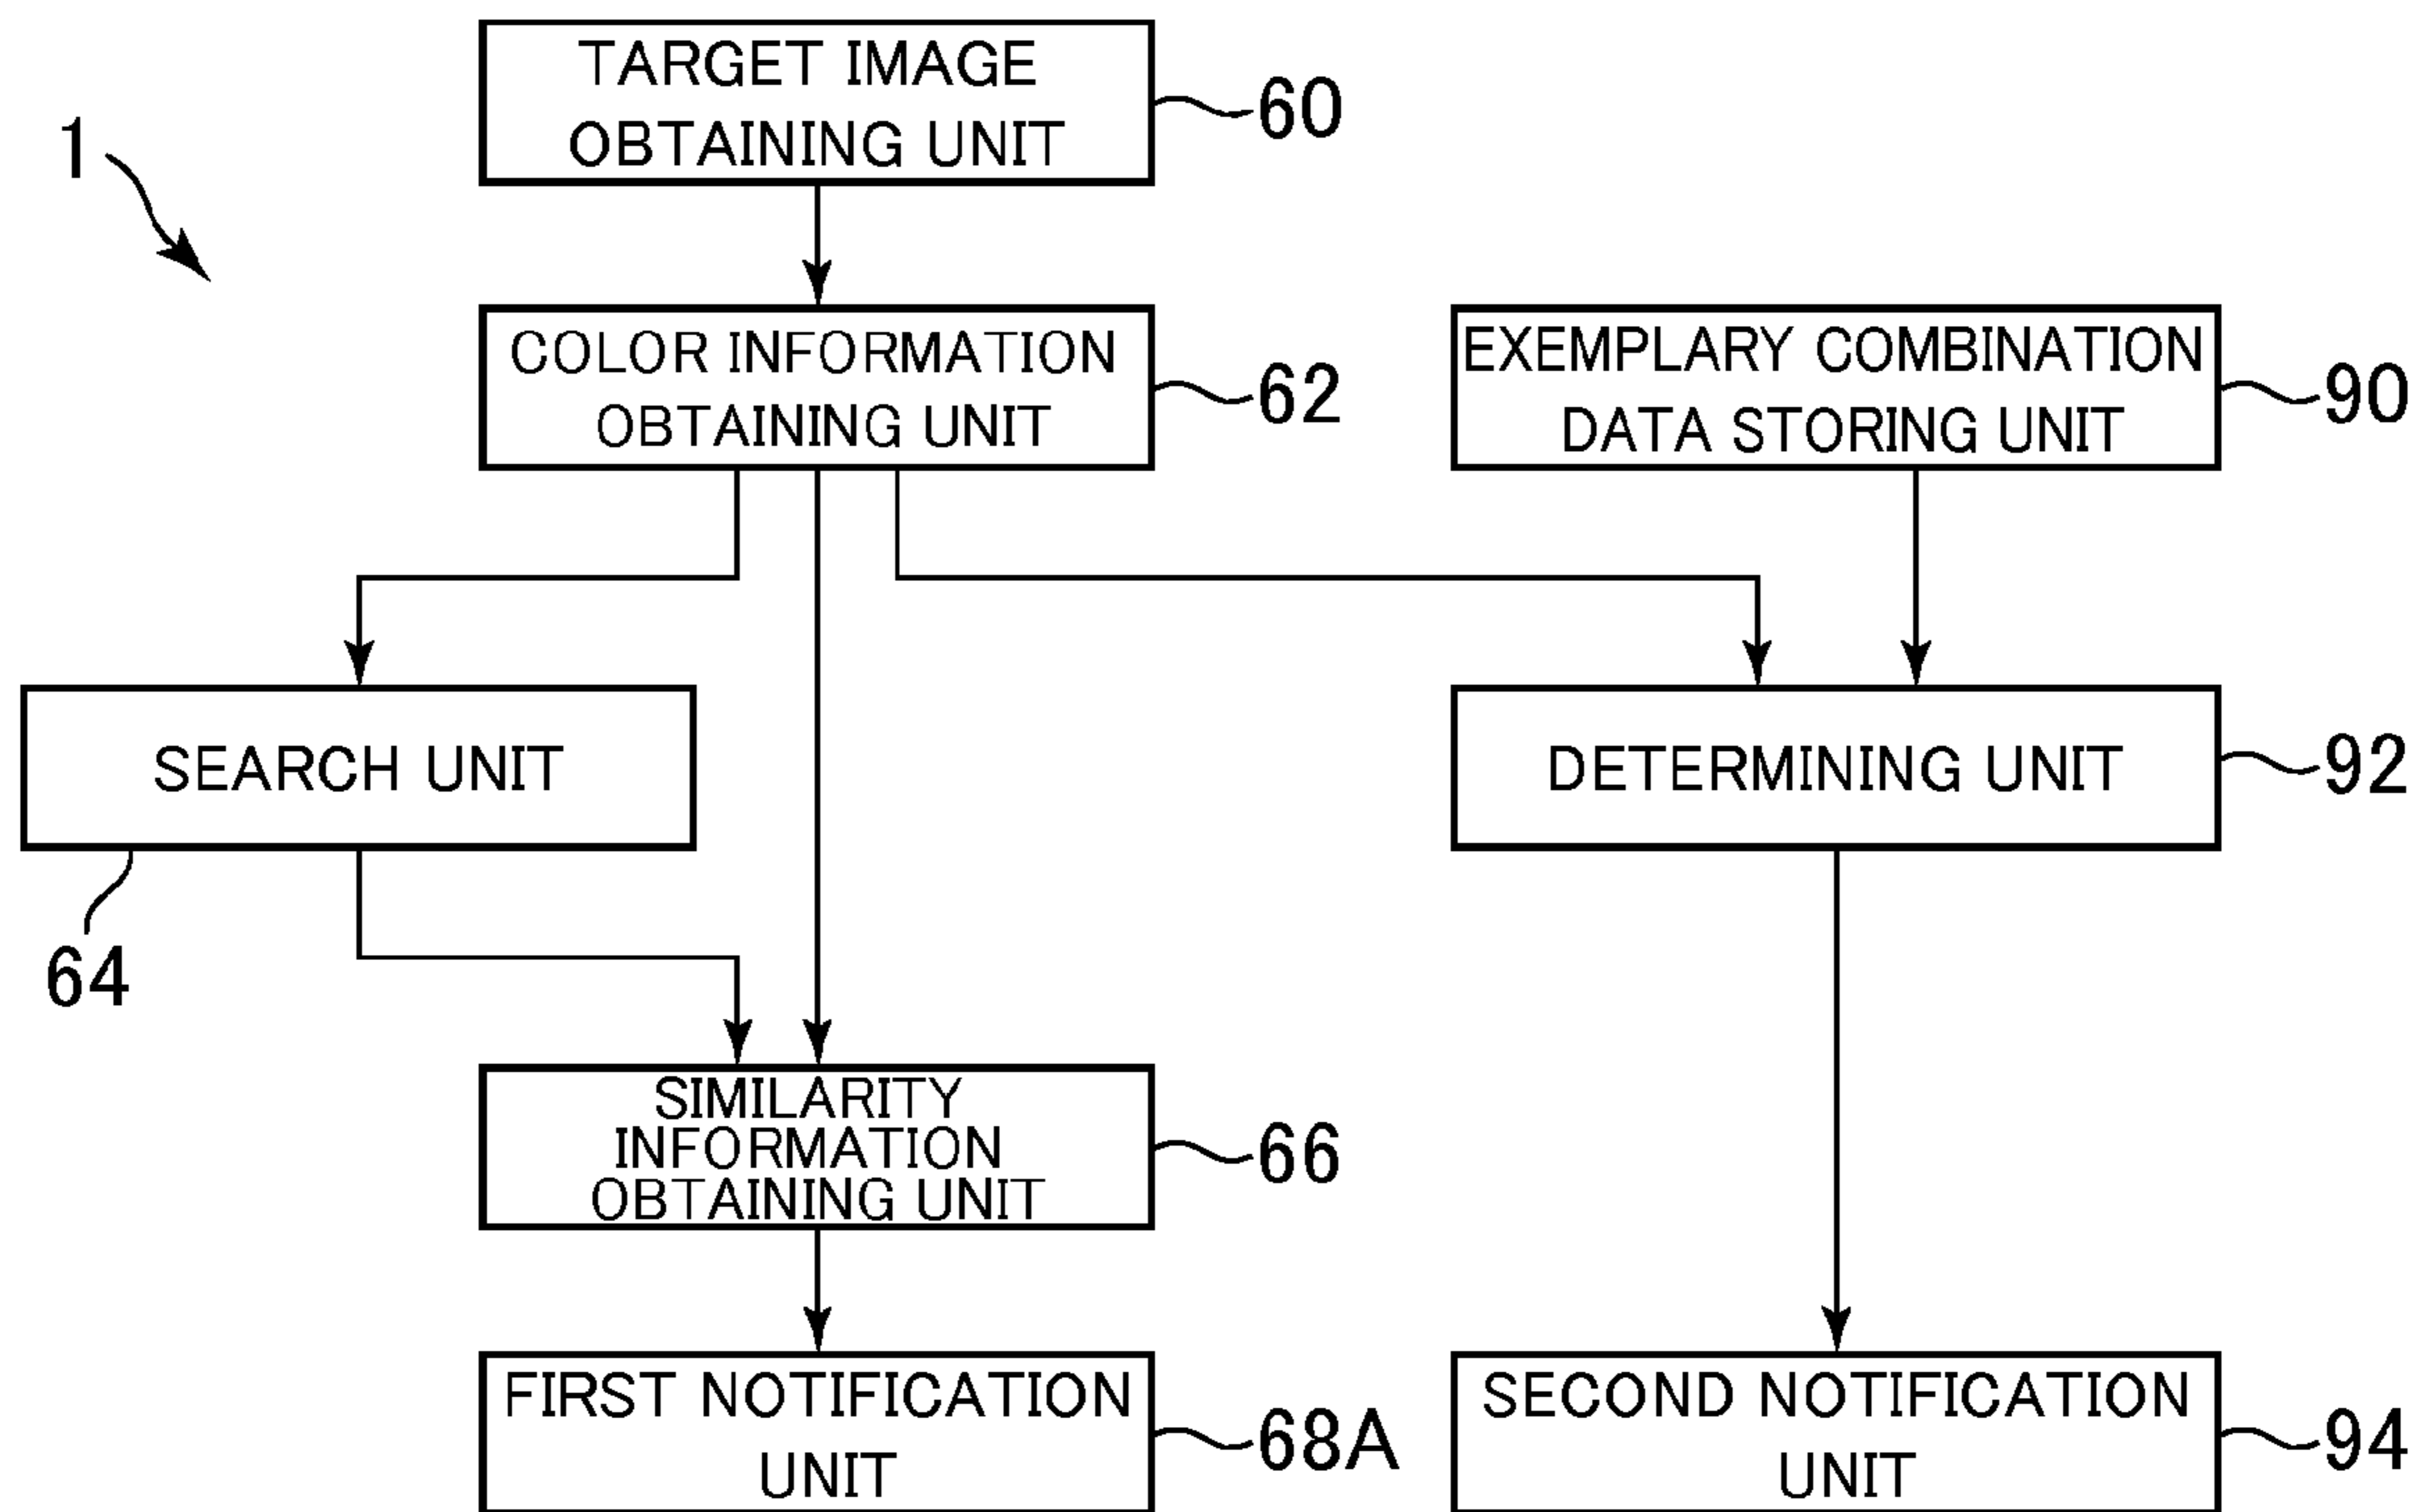 TARGET IMAGE
OBTAINING UNIT
60
1
COLOR INFORMATION
OBTAINING UNIT
62
EXEMPLARY COMBINATION
DATA STORING UNIT
90
SEARCH UNIT
64
DETERMINING UNIT
92
SIMILARITY
INFORMATION
OBTAINING UNIT
66
FIRST NOTIFICATION
UNIT
68A
SECOND NOTIFICATION
UNIT
94